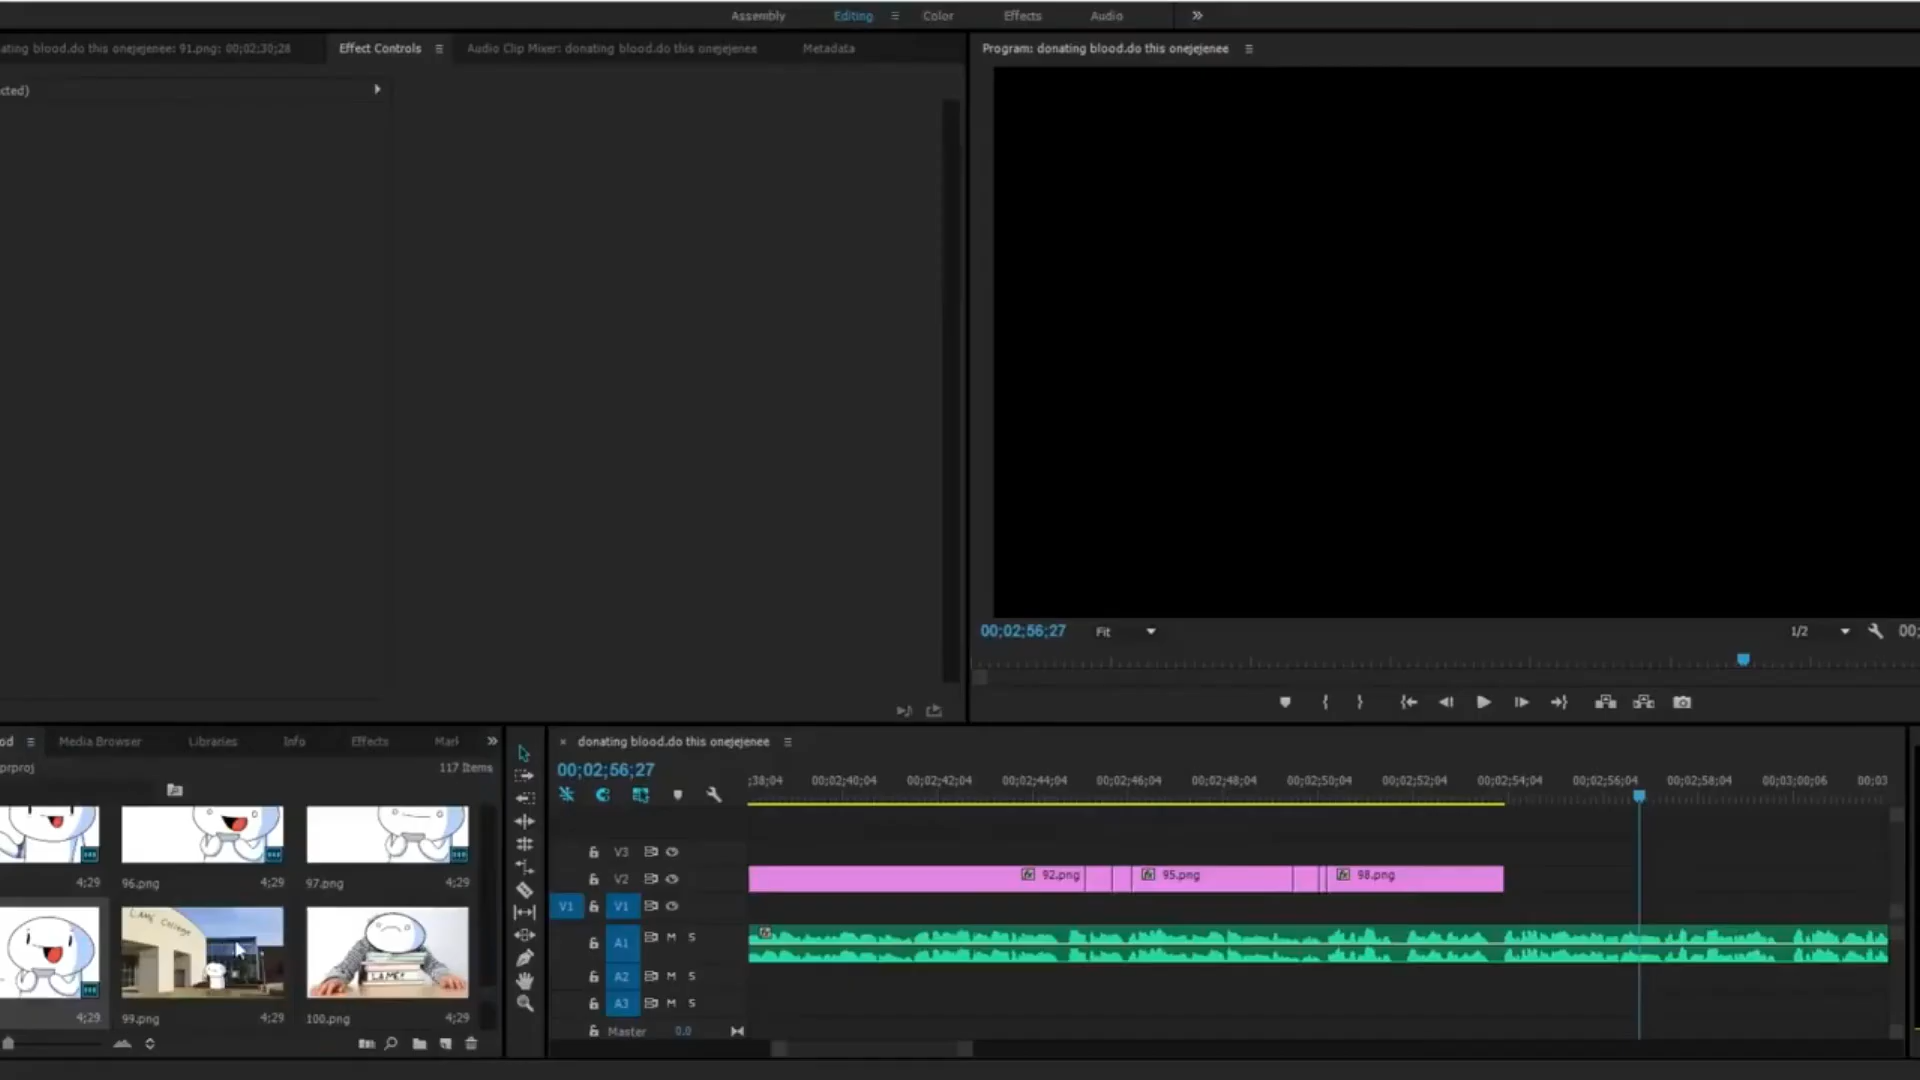 Assembly Editing Color Effects Audio
ating blood.do this onejejenee: 91.png: 00;02;30;28 Effect Controls Audio Clip Mixer: donating blood.do this onejejenee Metadata
Program: donating blood.do this onejejenee
cted)
00;02;56;27 Fit 1/2 00;
od Media Browser Libraries Info Effects Mark
prproj 117 Items
4;29 96.png 4;29 97.png 4;29
LAME College
LAME?
4;29 99.png 4;29 100.png 4;29
donating blood.do this onejejenee
00;02;56;27
;38;04 00;02;40;04 00;02;42;04 00;02;44;04 00;02;46;04 00;02;48;04 00;02;50;04 00;02;52;04 00;02;54;04 00;02;56;04 00;02;58;04 00;03;00;06 00;03
V3
V2 92.png 95.png 98.png
V1 V1
A1 M S
A2 M S
A3 M S
Master 0.0